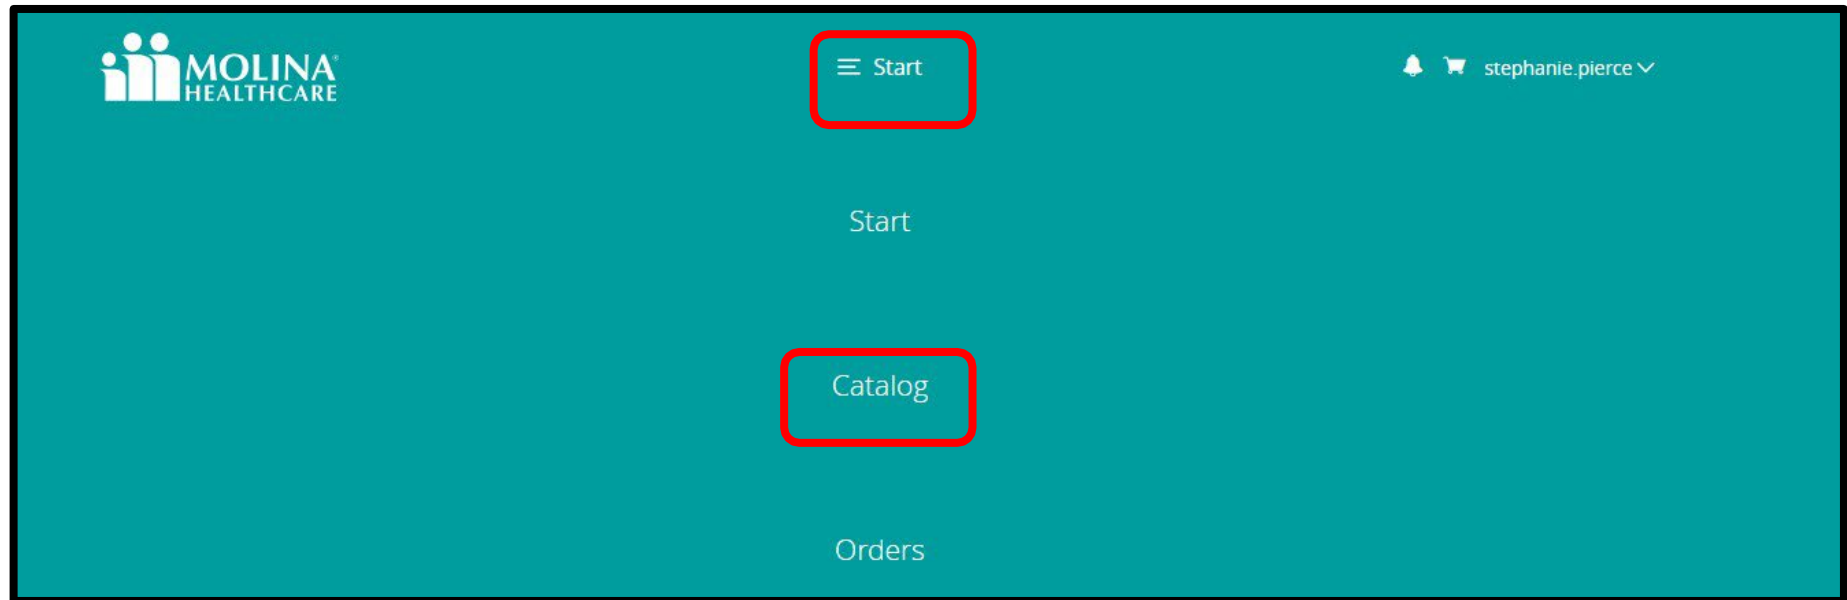 MOLINA®
HEALTHCARE
Start
stephanie.pierce
Start
Catalog
Orders